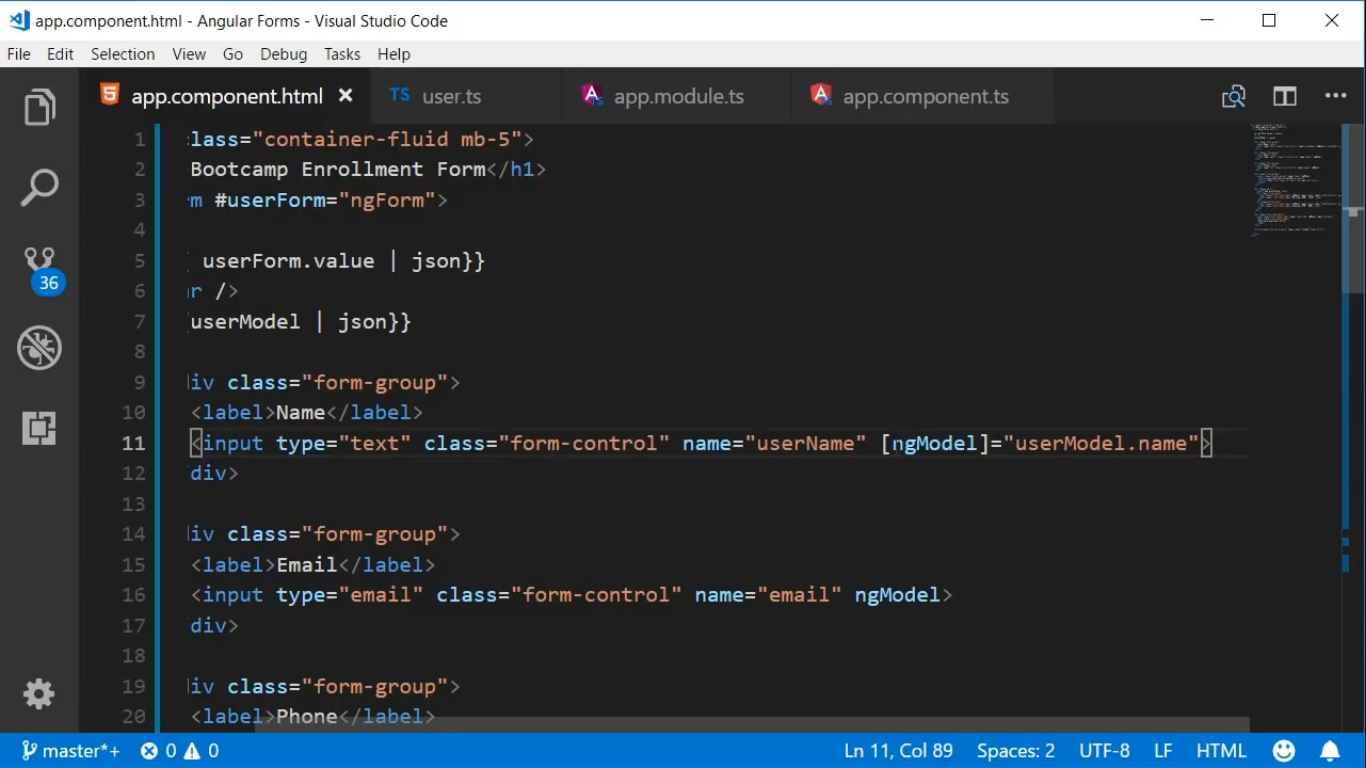 app.component.html - Angular Forms - Visual Studio Code
File Edit Selection View Go Debug Tasks Help
app.component.html TS user.ts app.module.ts app.component.ts
1 lass="container-fluid mb-5">
2 Bootcamp Enrollment Form</h1>
3 m #userForm="ngForm">
4
5 userForm.value | json}}
6 r />
7 userModel | json}}
8
9 iv class="form-group">
10 <label>Name</label>
11 <input type="text" class="form-control" name="userName" [ngModel]="userModel.name">
12 div>
13
14 iv class="form-group">
15 <label>Email</label>
16 <input type="email" class="form-control" name="email" ngModel>
17 div>
18
19 iv class="form-group">
20 <label>Phone</label>
36
master*+ 0 0 Ln 11, Col 89 Spaces: 2 UTF-8 LF HTML